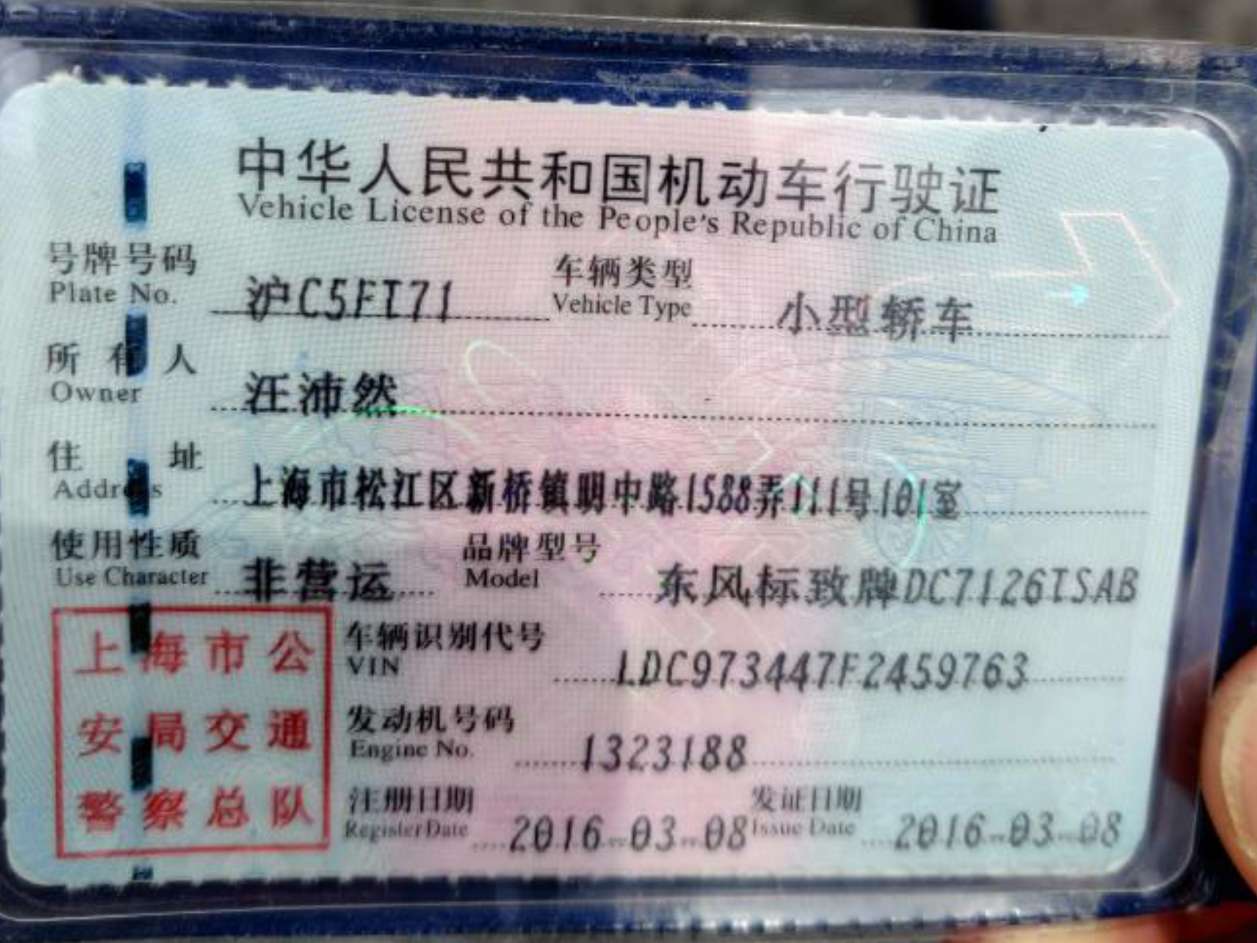 中华人民共和国机动车行驶证
Vehicle License of the People's Republic of China
号牌号码 沪C5FT71 车辆类型 小型轿车
Plate No. Vehicle Type
所有人 汪沛然
Owner
住址 上海市松江区新桥镇明中路1588弄111号101室
Address
使用性质 非营运 品牌型号 东风标致牌DC7126ISAB
Use Character Model
上海市公
安局交通
警察总队
车辆识别代号 LDC973447F2459763
VIN
发动机号码 1323188
Engine No.
注册日期 2016-03-08 发证日期 2016-03-08
Register Date Issue Date